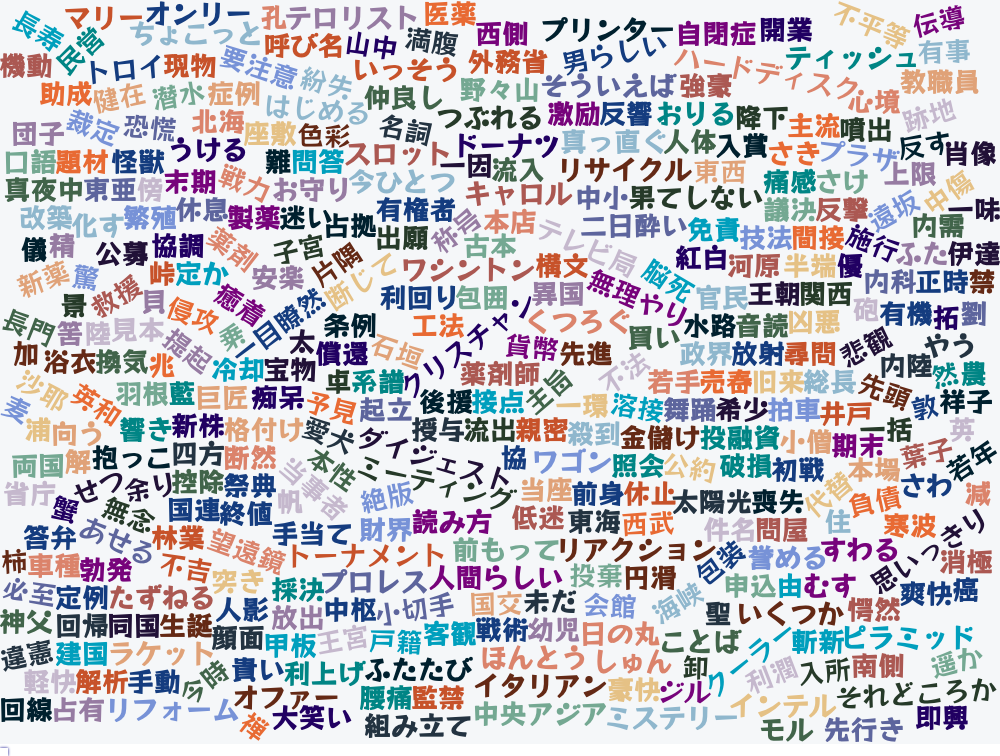 長寿 民宿 マリー オンリー 孔 テロリスト 医薬 西側 プリンター 自閉症 開業 不平等 伝導
ちょこっと 呼び名 山中 満腹 男らしい ティッシュ 有事
機動 トロイ 現物 要注意 紛失 いっそう 外務省 ハードディスク 教職員
助成 健在 潜水 症例 はじめる 仲良し 野々山 そういえば 強豪 心境 跡地
団子 裁定 恐慌 北海 座敷 色彩 名詞 つぶれる 激励 反響 おりる 降下 主流 噴出 反す
口語 題材 怪獣 うける 難 問答 スロット 一因 ドーナツ 真っ直ぐ 人体 入賞 さき プラザ 肖像
真夜中 東亜 傍 末期 戦力 お守り 今ひとつ 流入 リサイクル 東西 痛感 さけ 上限
改築 化す 繁殖 休息 製薬 迷い 占拠 有権者 キャロル 中小 果てしない 議決 反撃 遠坂 中傷 一味
儀 精 公募 協調 薬剤 子宮 出願 称号 本店 二日酔い 免責 技法 間接 施行 内需
新薬 驚 峠 定か 安楽 片隅 断じて 古本 テレビ局 紅白 河原 半端 優 ふた 伊達
景 救援 貝 癒着 一目瞭然 利回り 包囲 ワシントン 構文 異国 無理やり 脳死 官民 王朝 関西 内科 正時 禁
長門 答 陸 見本 侵攻 提起 乗 太 条例 工法 クリスチャン くつろぐ 買い 水路 音読 凶悪 砲 有機 拓 劉
加 浴衣 換気 兆 冷却 宝物 償還 石垣 貨幣 先進 政界 放射 尋問 悲観 やう
沙耶 英和 羽根 藍 巨匠 痴呆 卓 系譜 薬剤師 生前 不法 若手 売春 旧来 総長 先頭 内陸 然 農
麦 浦 向う 響き 新株 格付け 予見 起立 後援 接点 一環 溶接 舞踊 希少 拍車 井戸 敦 祥子
両国 解 抱っこ 四方 断然 愛犬 ダイジェスト 授与 流出 親密 殺到 金儲け 投融資 小僧 期末 一括 英
省庁 せつ 余り 控除 祭典 当事者 本性 ミーティング 協 ワゴン 照会 公約 破損 初戦 本場 葉子 若年
蟹 無念 国連 終値 帆 絶版 当座 前身 休止 太陽光 喪失 代替 負債 さわ 減
答弁 あせる 林業 手当て 財界 読み方 低迷 東海 西武 件名 問屋 住 寒波
柿 車種 勃発 不吉 望遠鏡 トーナメント 前もって リアクション 包装 誉める すわる 思いっきり 消極
必至 定例 たずねる 突き 採決 プロレス 人間らしい 投棄 円滑 申込 由 むす 爽快 癌
神父 回帰 同国 生誕 人影 放出 中枢 小切手 国交 未だ 会館 海峡 聖 いくつか 愕然
違憲 建国 ラケット 顔面 甲板 王宮 戸籍 客観 戦術 幼児 日の丸 ことば クーラー 斬新 ピラミッド
軽快 解析 手動 今時 貴い 利上げ ふたたび ほんとう しゅん 卸 利潤 入所 南側 遥か
回線 占有 リフォーム オファー 腰痛 監禁 イタリアン 豪快 ジル インテル それどころか
禅 大笑い 組み立て 中央アジア ミステリー モル 先行き 即興